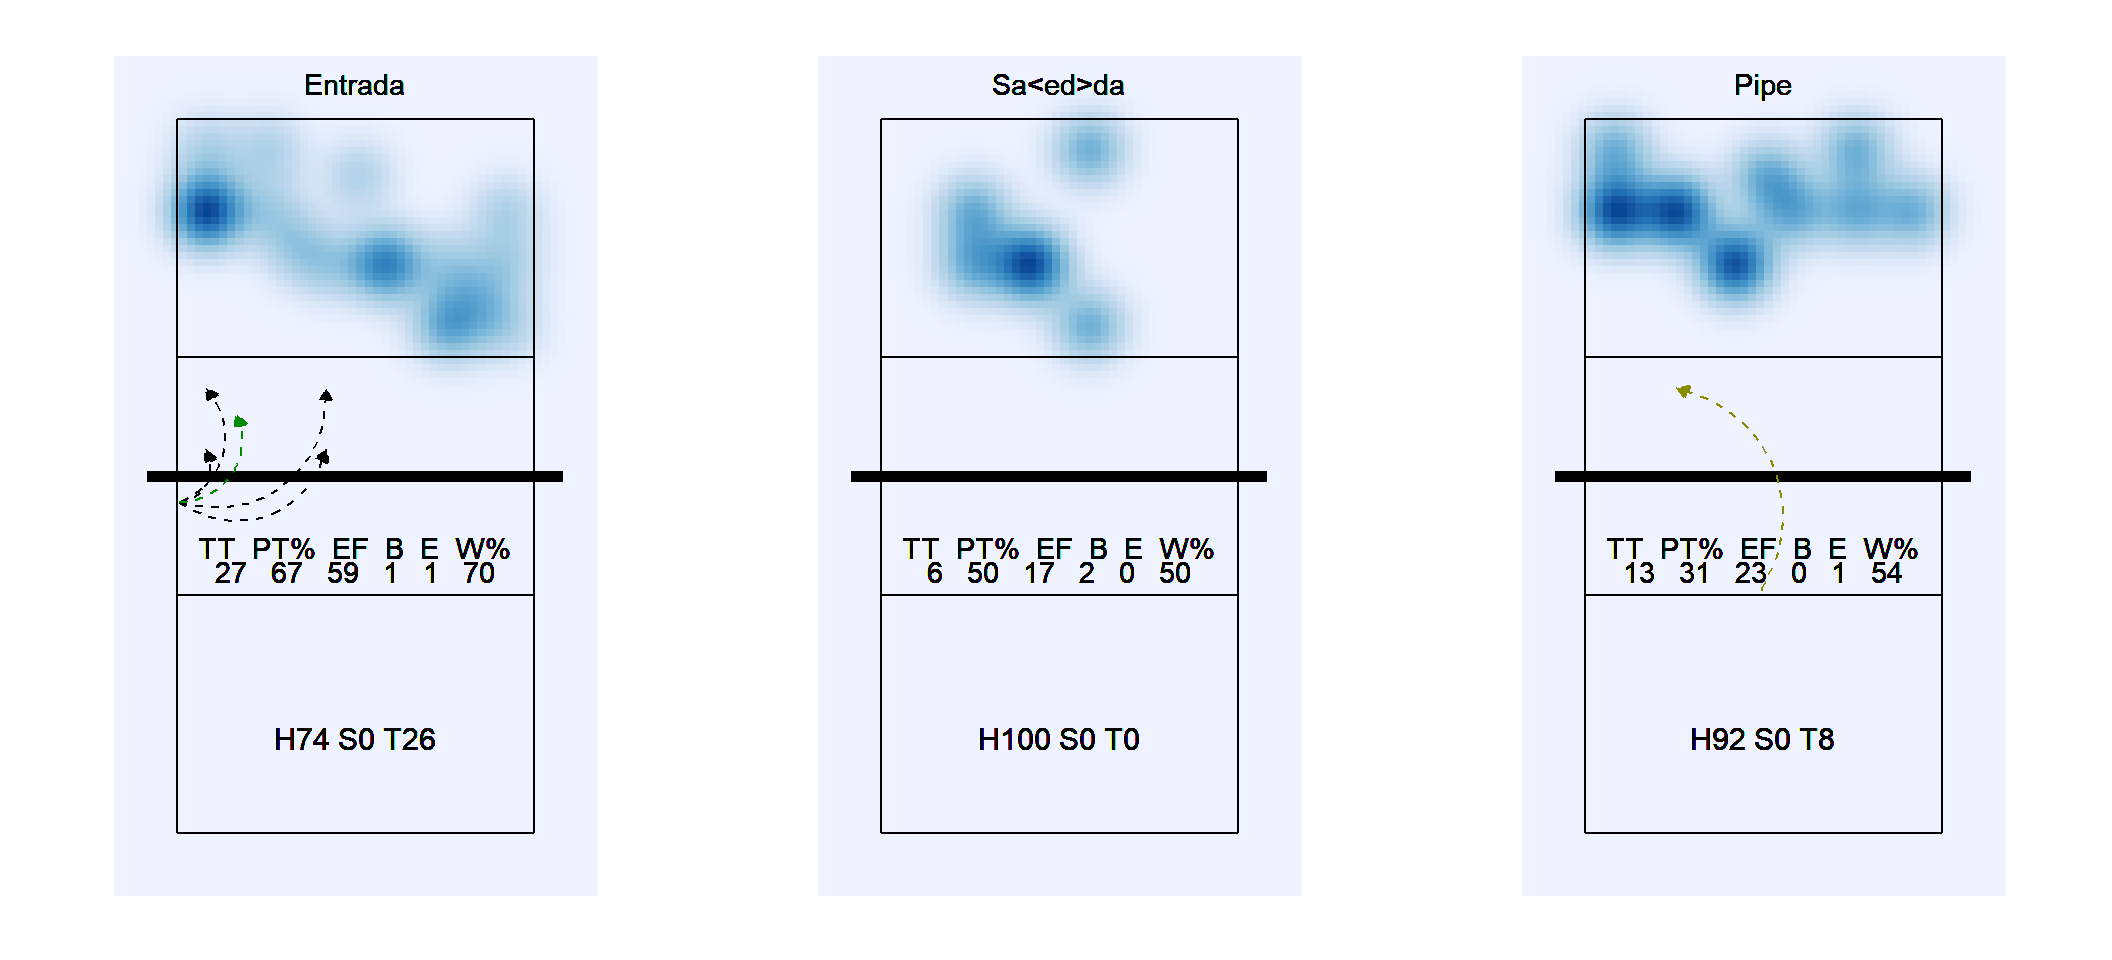 Entrada
TT PT% EF B E W%
27 67 59 1 1 70
H74 S0 T26
Sa<ed>da
TT PT% EF B E W%
6 50 17 2 0 50
H100 S0 T0
Pipe
TT PT% EF B E W%
13 31 23 0 1 54
H92 S0 T8